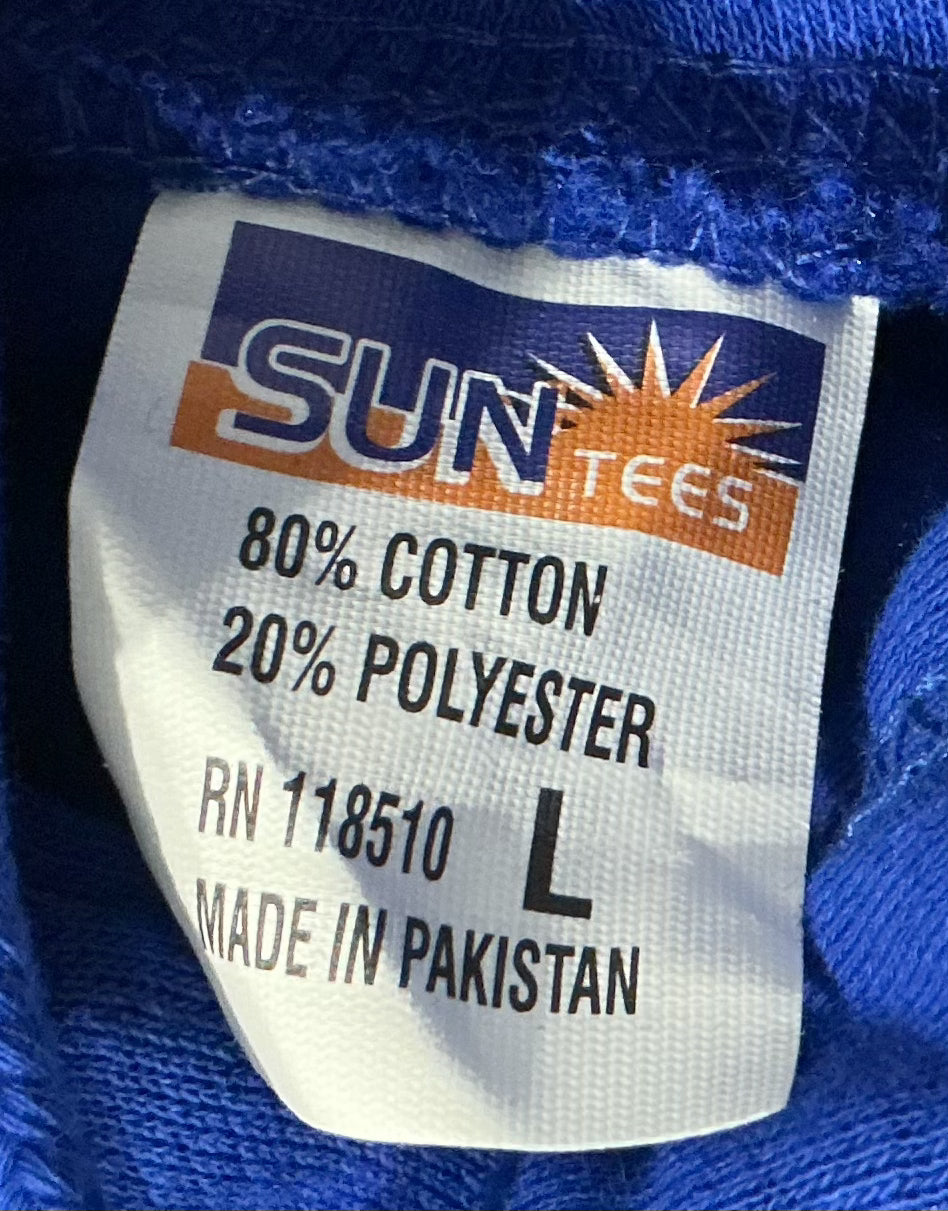 SUN TEES
80% COTTON
20% POLYESTER
RN 118510 L
MADE IN PAKISTAN